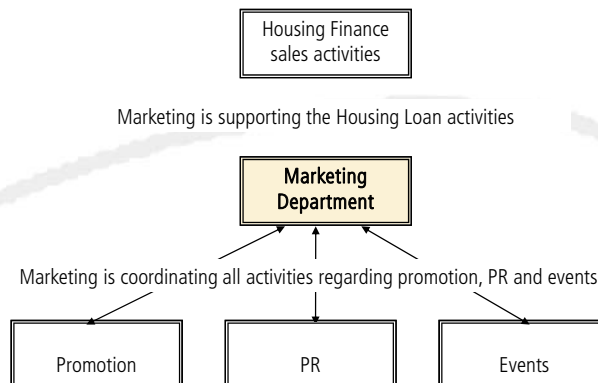 Housing Finance
sales activities
Marketing is supporting the Housing Loan activities
Marketing
Department
Marketing is coordinating all activities regarding promotion, PR and events
Promotion
PR
Events